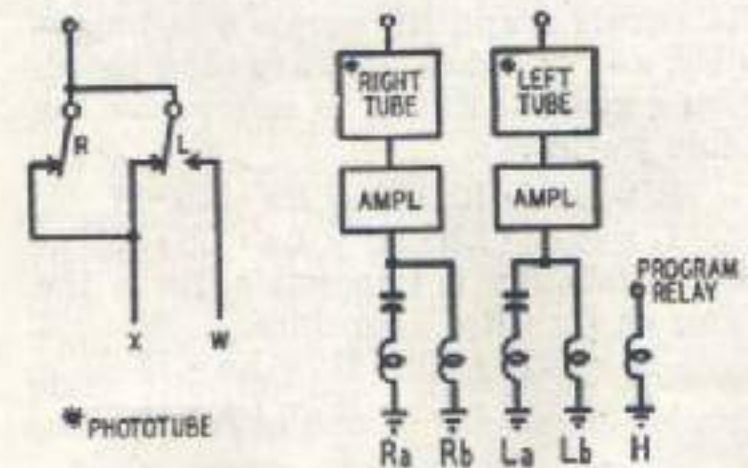 R
L
X
W
* PHOTOTUBE
* RIGHT
TUBE
AMPL
* LEFT
TUBE
AMPL
PROGRAM
RELAY
Ra
Rb
La
Lb
H